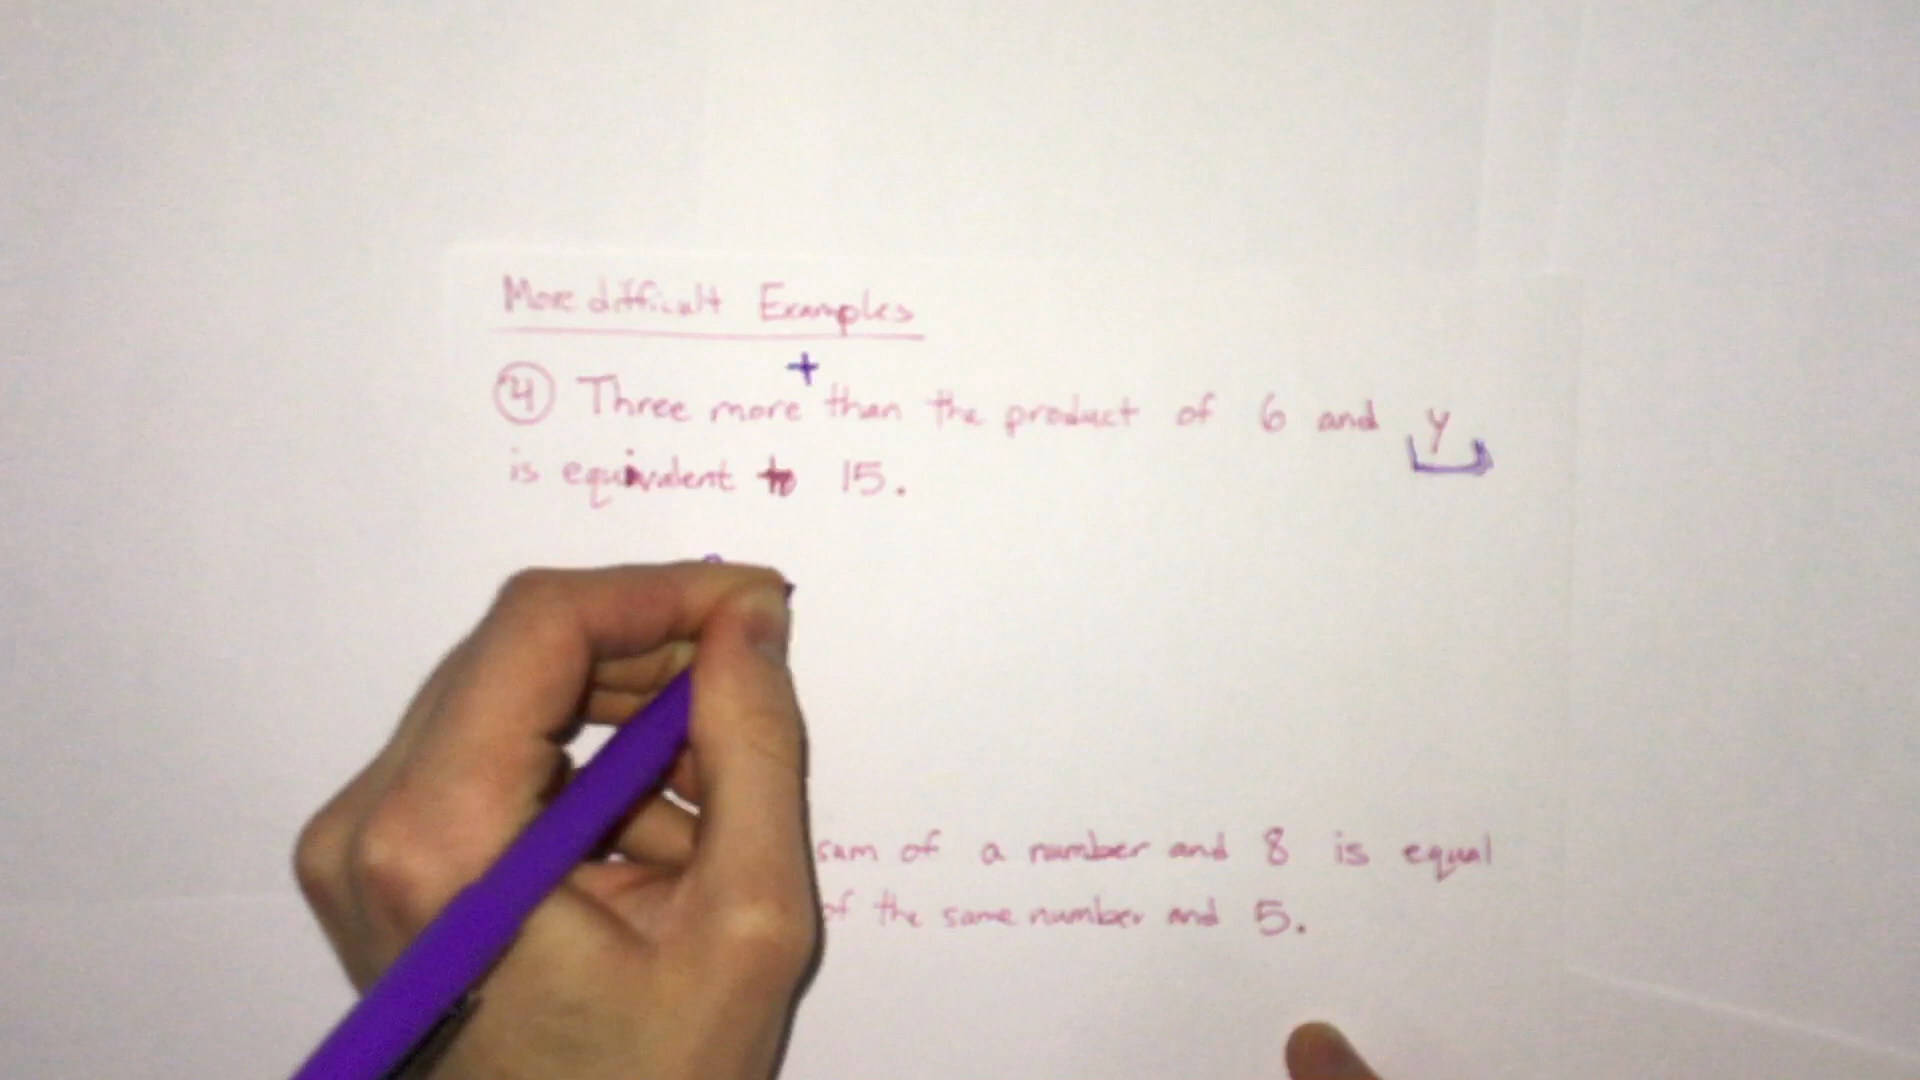 More difficult Examples
+
④ Three more than the product of 6 and y
is equivalent to 15.
sum of a number and 8 is equal
of the same number and 5.